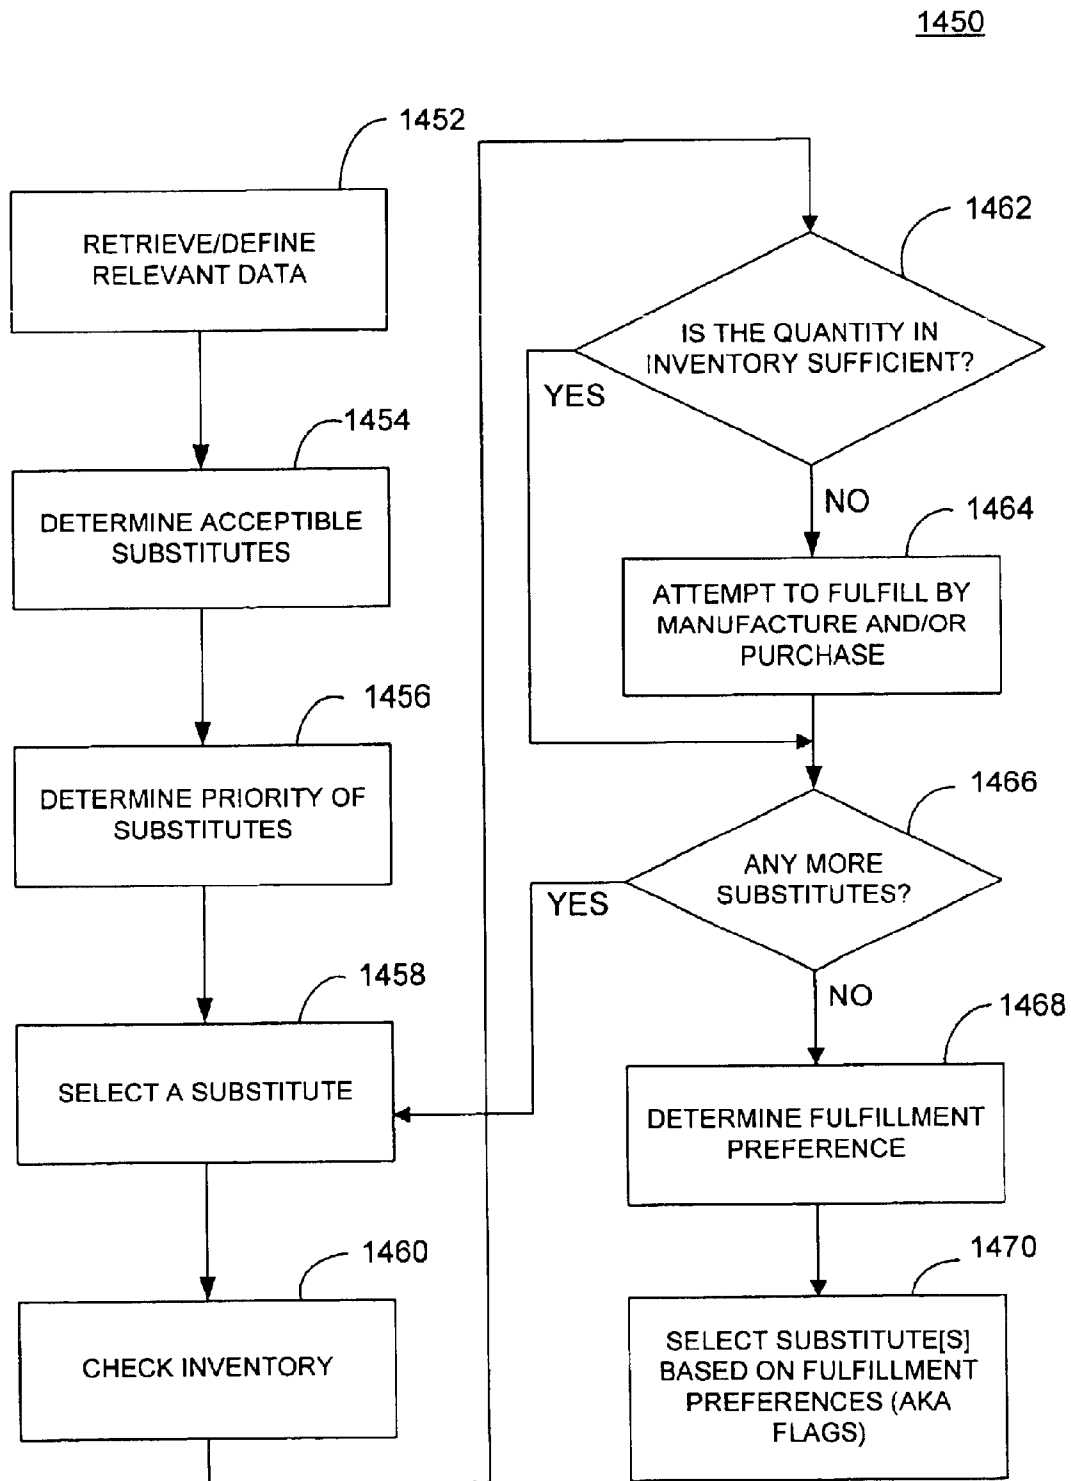 1450
1452
RETRIEVE/DEFINE
RELEVANT DATA
1454
DETERMINE ACCEPTIBLE
SUBSTITUTES
1456
DETERMINE PRIORITY OF
SUBSTITUTES
1458
SELECT A SUBSTITUTE
1460
CHECK INVENTORY
1462
IS THE QUANTITY IN
INVENTORY SUFFICIENT?
YES
NO
1464
ATTEMPT TO FULFILL BY
MANUFACTURE AND/OR
PURCHASE
1466
ANY MORE
SUBSTITUTES?
YES
NO
1468
DETERMINE FULFILLMENT
PREFERENCE
1470
SELECT SUBSTITUTE[S]
BASED ON FULFILLMENT
PREFERENCES (AKA
FLAGS)